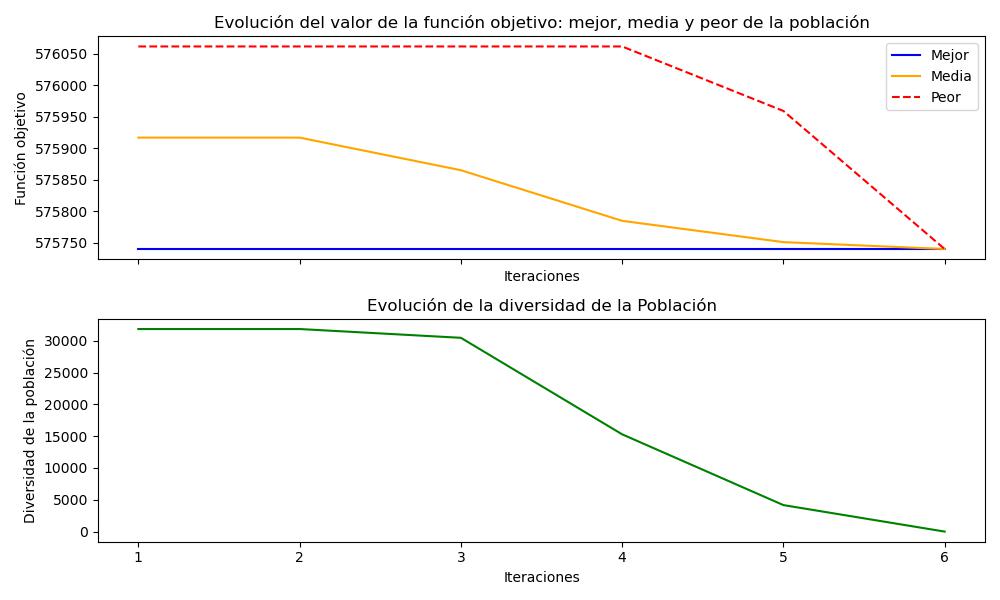 Evolución del valor de la función objetivo: mejor, media y peor de la población
Función objetivo
576050
576000
575950
575900
575850
575800
575750
Mejor
Media
Peor
Iteraciones
Evolución de la diversidad de la Población
Diversidad de la población
30000
25000
20000
15000
10000
5000
0
1 2 3 4 5 6
Iteraciones